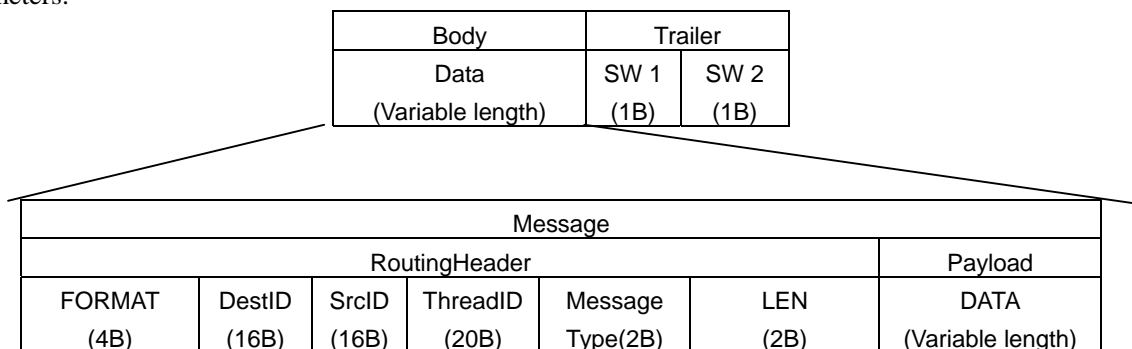 Body Trailer
Data SW 1 SW 2
(Variable length) (1B) (1B)
Message
RoutingHeader Payload
FORMAT DestID SrcID ThreadID Message LEN DATA
(4B) (16B) (16B) (20B) Type(2B) (2B) (Variable length)